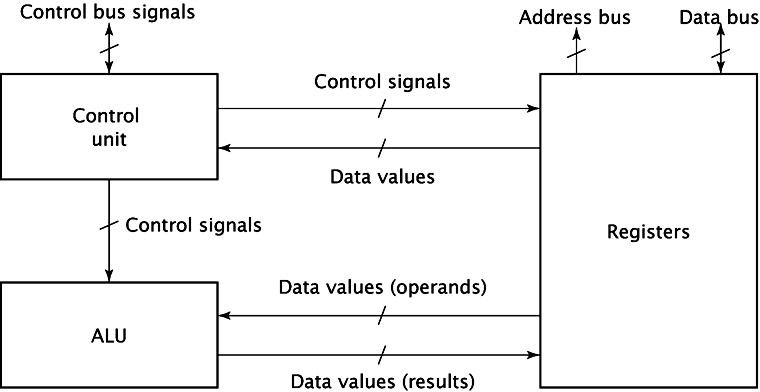 Control bus signals
Address bus
Data bus
Control signals
Control
unit
Data values
Control signals
Registers
Data values (operands)
ALU
Data values (results)